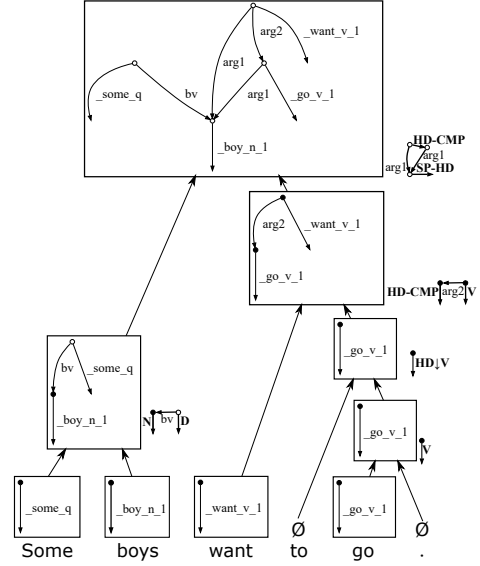 arg2 _want_v_1
arg1
_some_q bv arg1 _go_v_1
_boy_n_1
HD-CMP
arg1 arg1
SP-HD
_want_v_1
arg2
_go_v_1
HD-CMP arg2 V
_go_v_1
HD↓V
bv _some_q
_boy_n_1
N bv D
_go_v_1
V
_some_q _boy_n_1 _want_v_1 _go_v_1
Ø Ø
Some boys want to go .